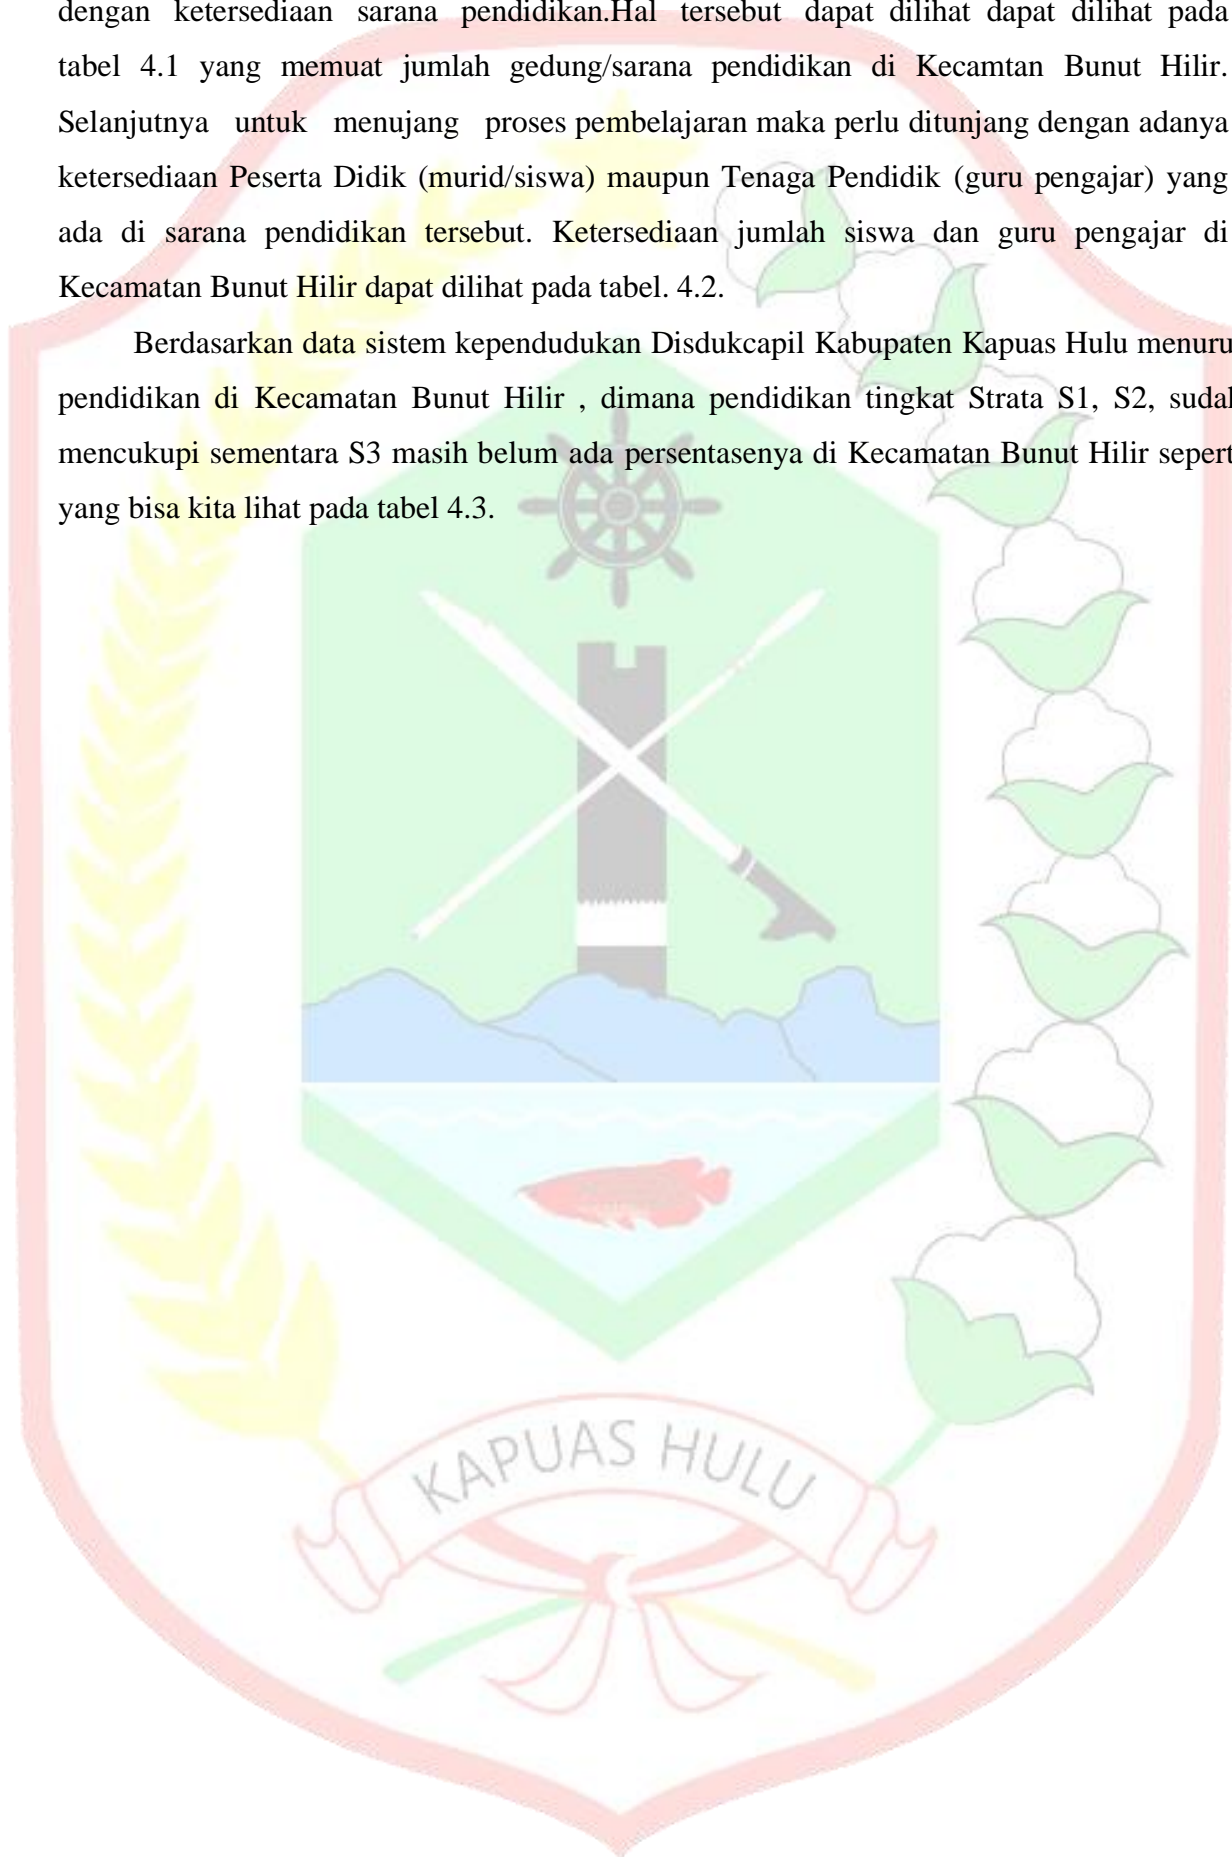 dengan ketersediaan sarana pendidikan.Hal tersebut dapat dilihat dapat dilihat pada
tabel 4.1 yang memuat jumlah gedung/sarana pendidikan di Kecamtan Bunut Hilir.
Selanjutnya untuk menujang proses pembelajaran maka perlu ditunjang dengan adanya
ketersediaan Peserta Didik (murid/siswa) maupun Tenaga Pendidik (guru pengajar) yang
ada di sarana pendidikan tersebut. Ketersediaan jumlah siswa dan guru pengajar di
Kecamatan Bunut Hilir dapat dilihat pada tabel. 4.2.
Berdasarkan data sistem kependudukan Disdukcapil Kabupaten Kapuas Hulu menuru
pendidikan di Kecamatan Bunut Hilir , dimana pendidikan tingkat Strata S1, S2, sudah
mencukupi sementara S3 masih belum ada persentasenya di Kecamatan Bunut Hilir sepert
yang bisa kita lihat pada tabel 4.3.
KAPUAS HULU